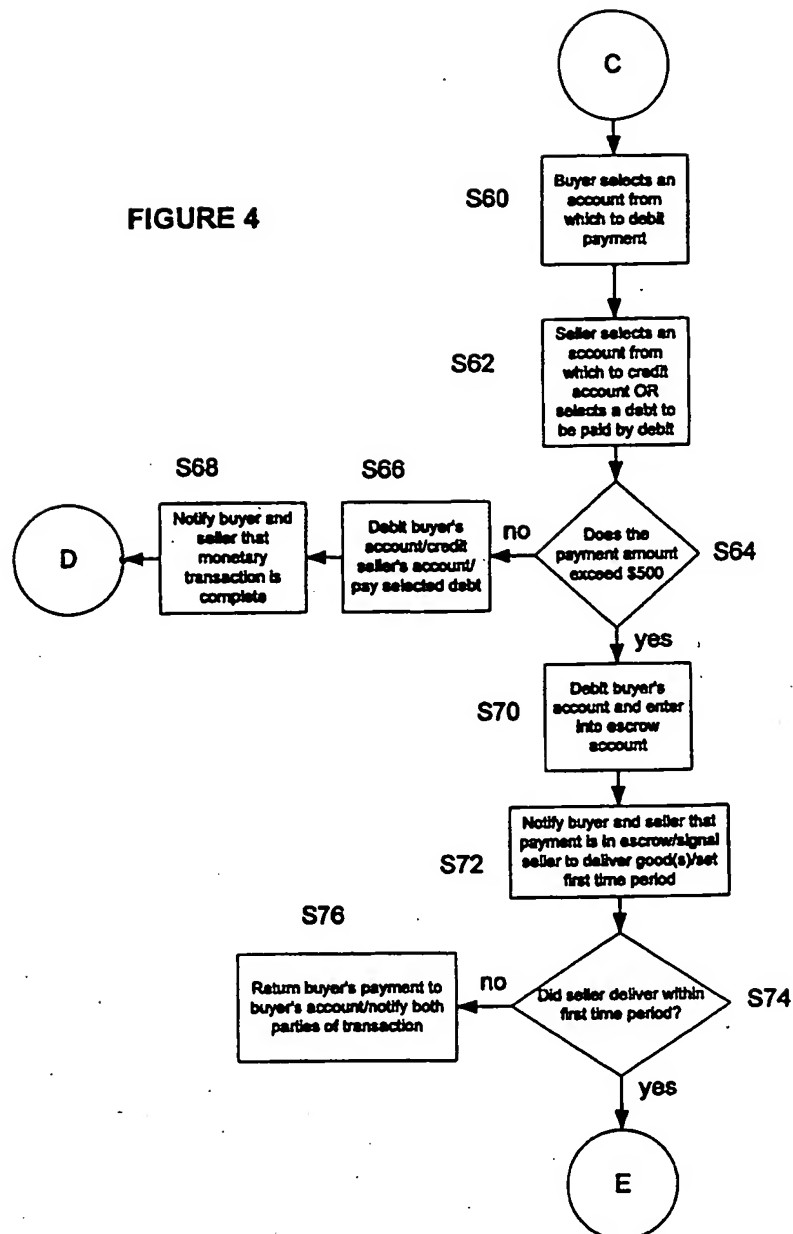 C
Buyer selects an
account from
which to debit
payment
S60
FIGURE 4
Seller selects an
account from
which to credit
account OR
selects a debt to
be paid by debit
S62
S68
S66
D
Notify buyer and
seller that
monetary
transaction is
complete
Debit buyer's
account/credit
seller's account/
pay selected debt
no
Does the
payment amount
exceed $500
S64
yes
S70
Debit buyer's
account and enter
into escrow
account
S72
Notify buyer and seller that
payment is in escrow/signal
seller to deliver good(s)/set
first time period
S76
Return buyer's payment to
buyer's account/notify both
parties of transaction
no
Did seller deliver within
first time period?
S74
yes
E